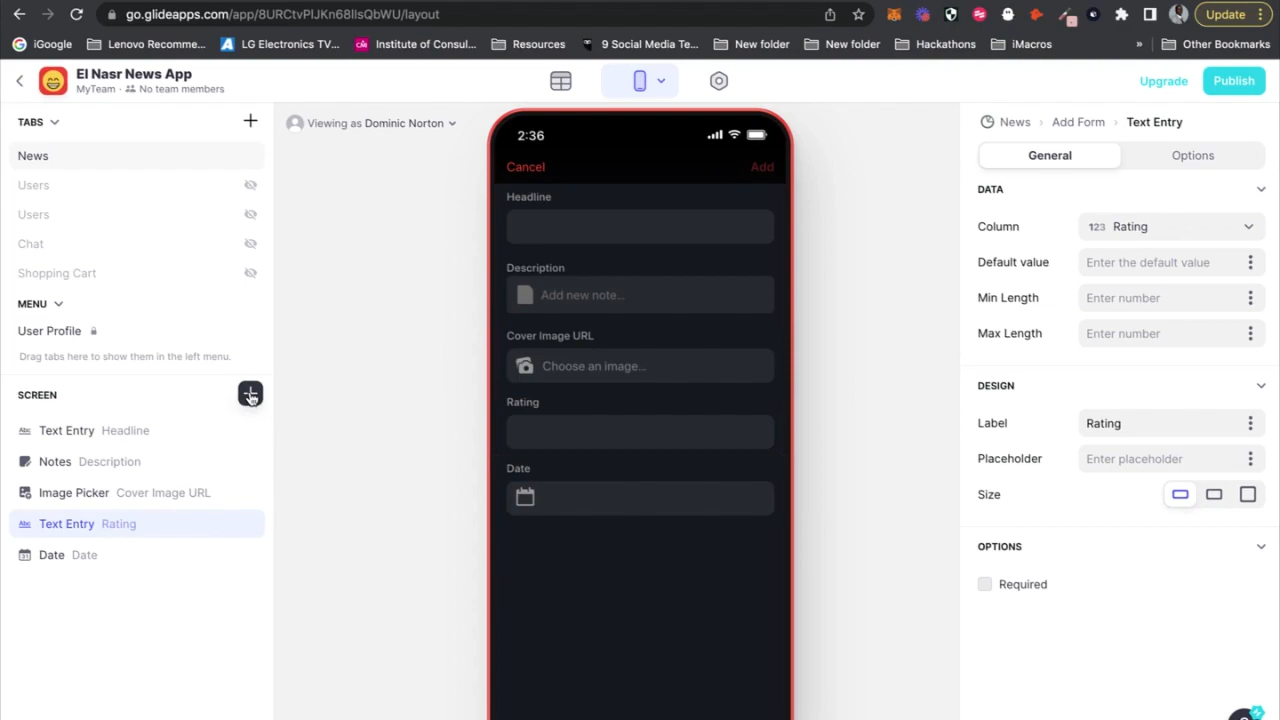 go.glideapps.com/app/8URCtvPIJKn68IlsQbWU/layout
Update
iGoogle
Lenovo Recomme...
LG Electronics TV...
Institute of Consul...
Resources
9 Social Media Te...
New folder
New folder
Hackathons
iMacros
»
Other Bookmarks
El Nasr News App
MyTeam · No team members
Upgrade
Publish
TABS
News
Users
Users
Chat
Shopping Cart
MENU
User Profile
Drag tabs here to show them in the left menu.
SCREEN
Abc Text Entry Headline
Notes Description
Image Picker Cover Image URL
Abc Text Entry Rating
Date Date
Viewing as Dominic Norton
2:36
Cancel
Add
Headline
Description
Add new note...
Cover Image URL
Choose an image...
Rating
Date
News › Add Form › Text Entry
General
Options
DATA
Column
123 Rating
Default value
Enter the default value
Min Length
Enter number
Max Length
Enter number
DESIGN
Label
Rating
Placeholder
Enter placeholder
Size
OPTIONS
Required